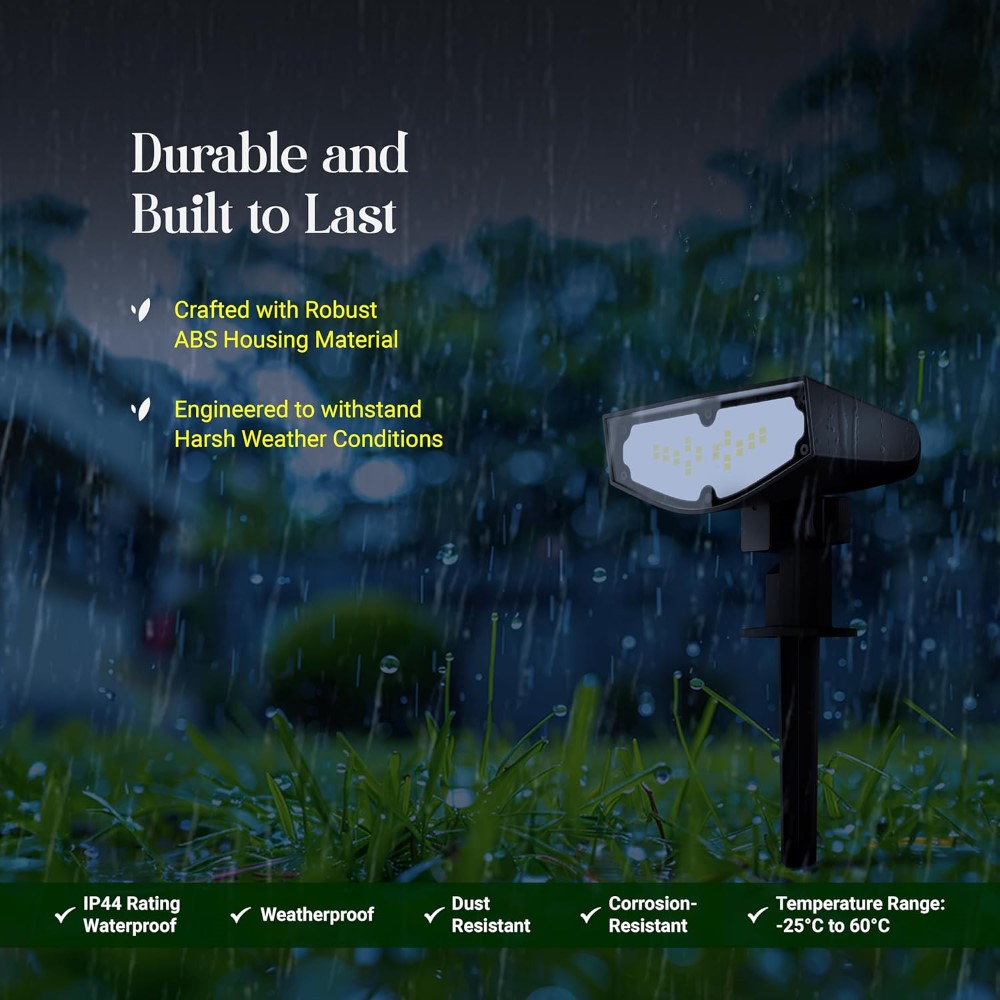 Durable and
Built to Last
Crafted with Robust
ABS Housing Material
Engineered to withstand
Harsh Weather Conditions
IP44 Rating
Waterproof
Weatherproof
Dust
Resistant
Corrosion-
Resistant
Temperature Range:
-25°C to 60°C